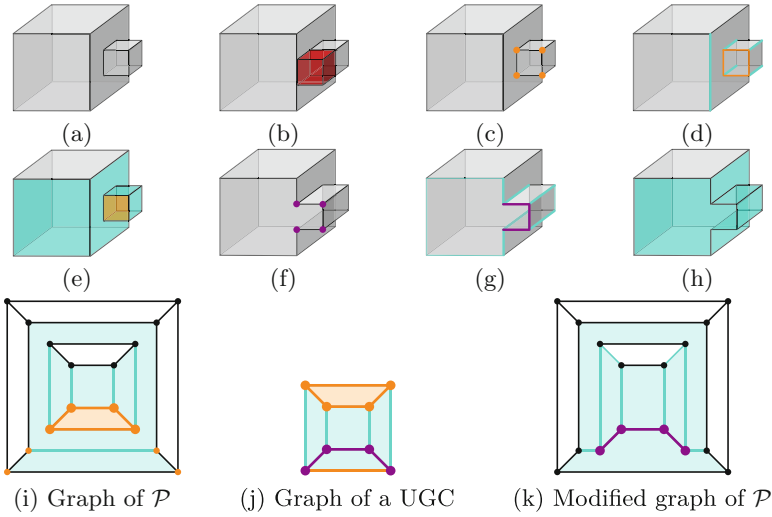 (a) (b) (c) (d)
(e) (f) (g) (h)
(i) Graph of 𝒫 (j) Graph of a UGC (k) Modified graph of 𝒫